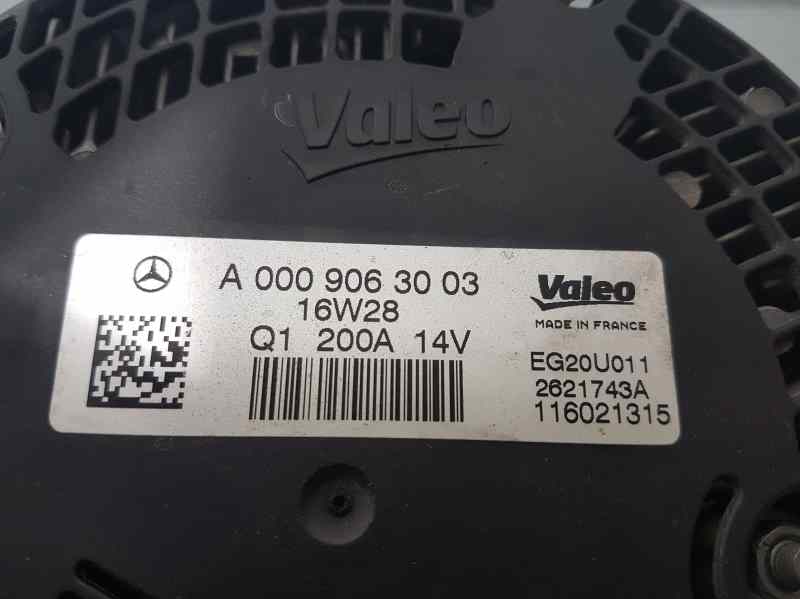 Valeo
A 000 906 30 03
16W28
Q1 200A 14V
Valeo
MADE IN FRANCE
EG20U011
2621743A
116021315